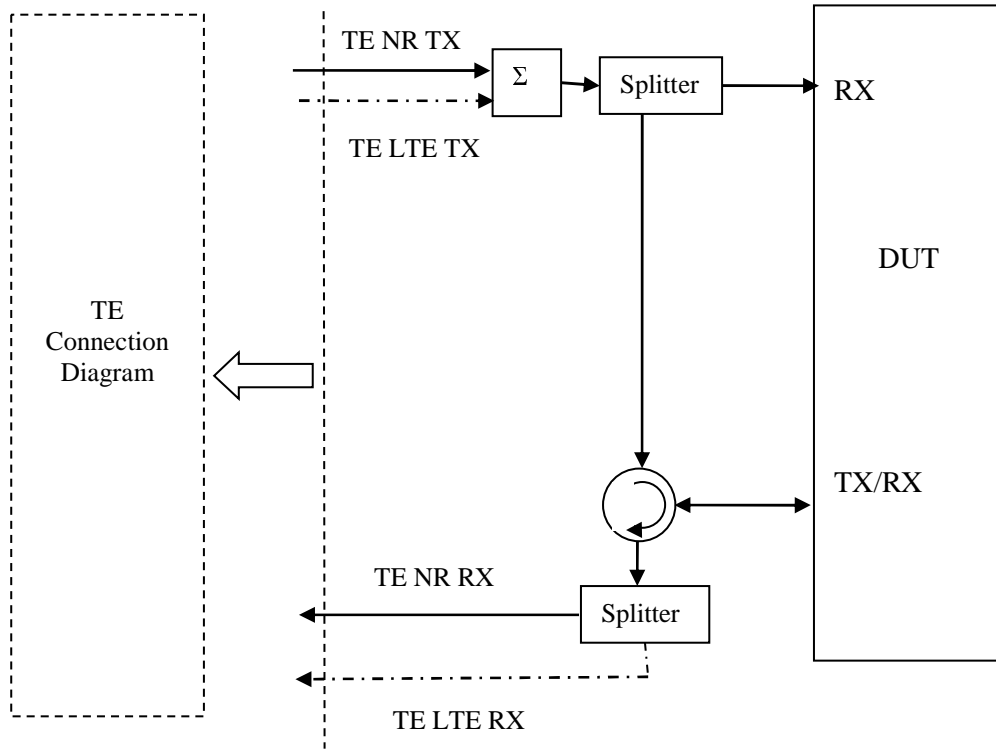 TE NR TX
Σ
Splitter
RX
TE LTE TX
DUT
TE
Connection
Diagram
TX/RX
TE NR RX
Splitter
TE LTE RX